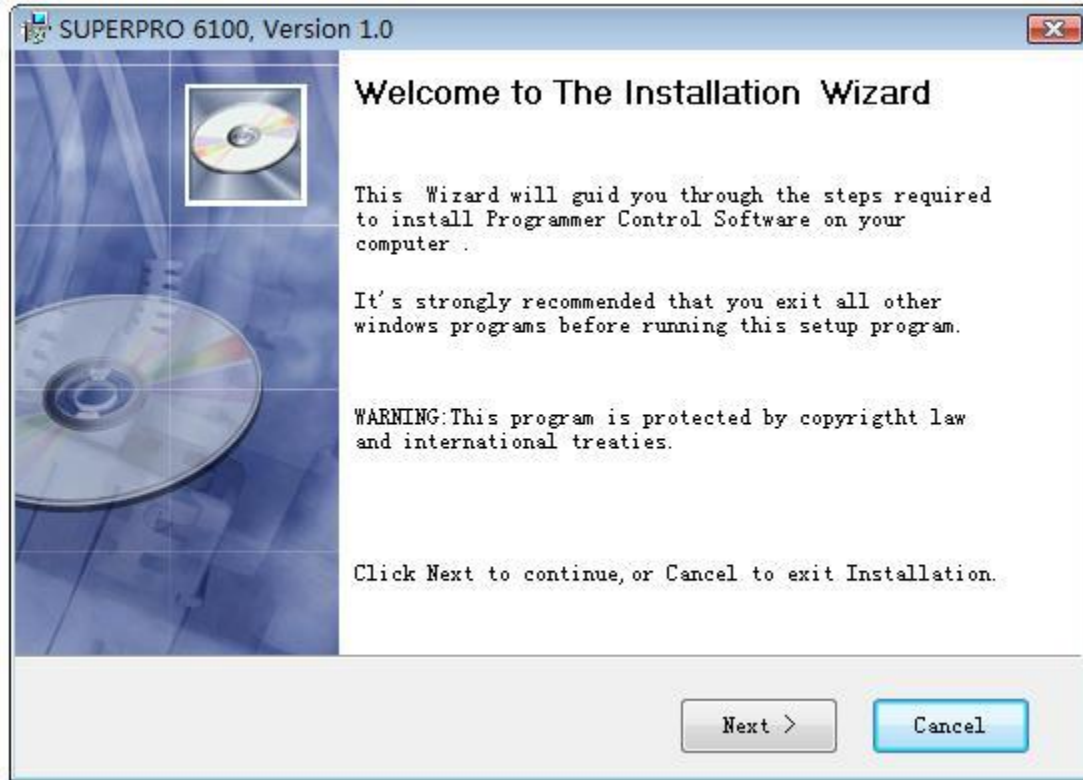 SUPERPRO 6100, Version 1.0
Welcome to The Installation Wizard
This Wizard will guid you through the steps required
to install Programmer Control Software on your
computer .
It's strongly recommended that you exit all other
windows programs before running this setup program.
WARNING:This program is protected by copyrigtht law
and international treaties.
Click Next to continue,or Cancel to exit Installation.
Next >
Cancel